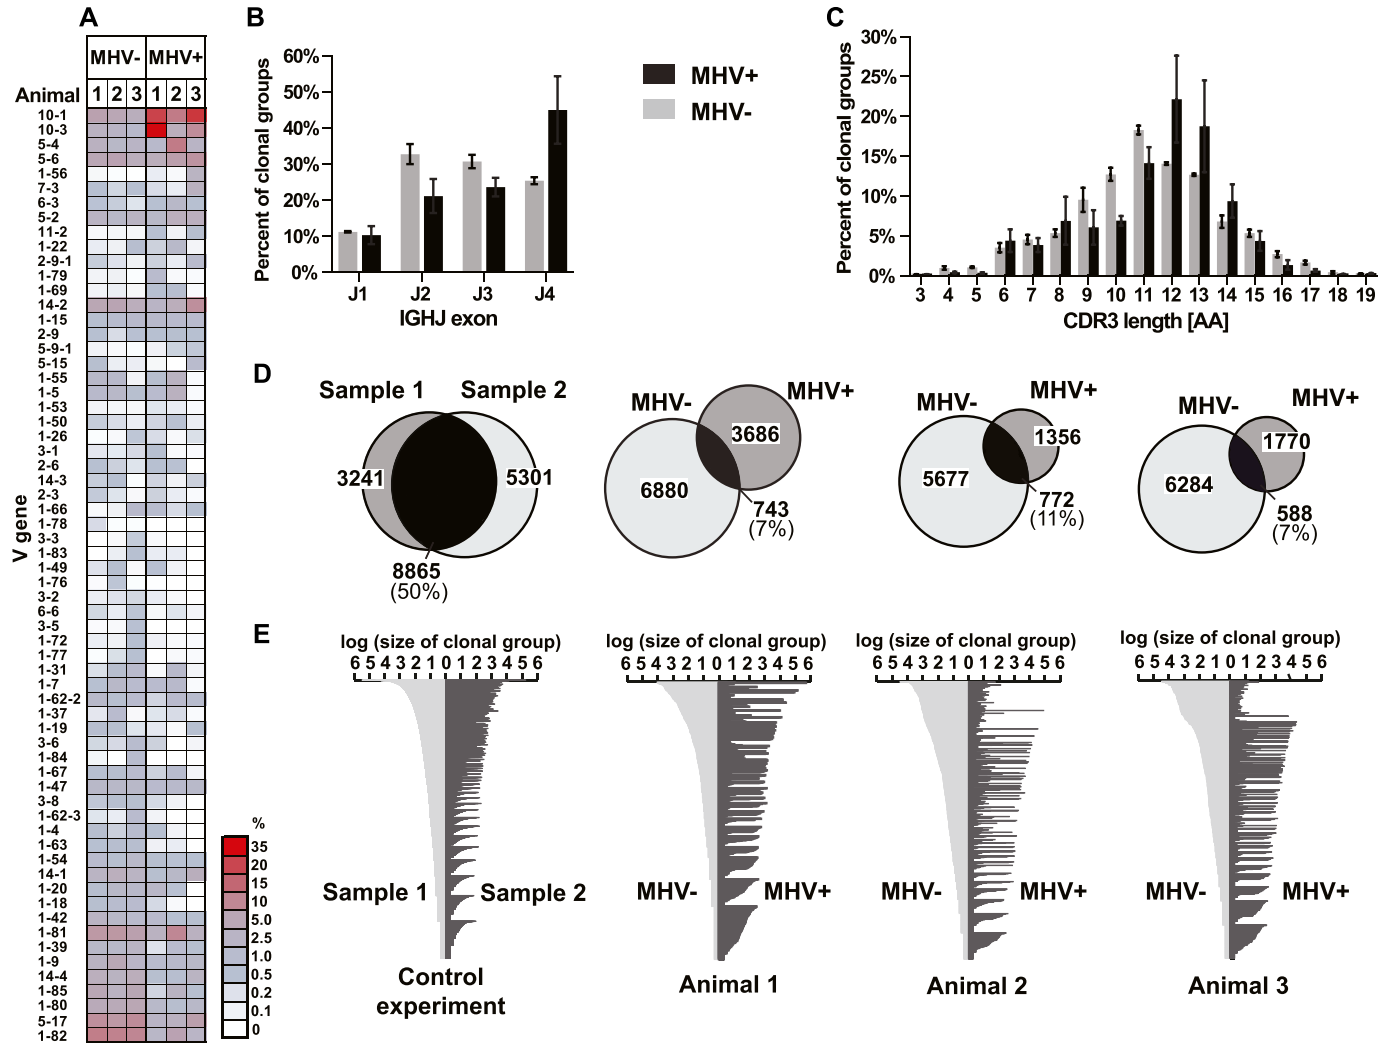 A
MHV- MHV+
Animal 1 2 3 1 2 3
V gene
10-1
10-3
5-4
5-6
1-56
7-3
6-3
5-2
11-2
1-22
2-9-1
1-79
1-69
14-2
1-15
2-9
5-9-1
5-15
1-55
1-5
1-53
1-50
1-26
3-1
2-6
14-3
2-3
1-66
1-78
3-3
1-83
1-49
1-76
3-2
6-6
3-5
1-72
1-77
1-31
1-7
1-62-2
1-37
1-19
3-6
1-84
1-67
1-47
3-8
1-62-3
1-4
1-63
1-54
14-1
1-20
1-18
1-42
1-81
1-39
1-9
14-4
1-85
1-80
5-17
1-82
%
35
20
15
10
5.0
2.5
1.0
0.5
0.2
0.1
0
B
Percent of clonal groups
60%
50%
40%
30%
20%
10%
0%
J1 J2 J3 J4
IGHJ exon
MHV+
MHV-
C
Percent of clonal groups
30%
25%
20%
15%
10%
5%
0%
3 4 5 6 7 8 9 10 11 12 13 14 15 16 17 18 19
CDR3 length [AA]
D
Sample 1 Sample 2
3241 5301
8865
(50%)
MHV- MHV+
6880 3686
743
(7%)
MHV- MHV+
5677 1356
772
(11%)
MHV- MHV+
6284 1770
588
(7%)
E
log (size of clonal group)
6 5 4 3 2 1 0 1 2 3 4 5 6
Sample 1 Sample 2
Control
experiment
log (size of clonal group)
6 5 4 3 2 1 0 1 2 3 4 5 6
MHV- MHV+
Animal 1
log (size of clonal group)
6 5 4 3 2 1 0 1 2 3 4 5 6
MHV- MHV+
Animal 2
log (size of clonal group)
6 5 4 3 2 1 0 1 2 3 4 5 6
MHV- MHV+
Animal 3